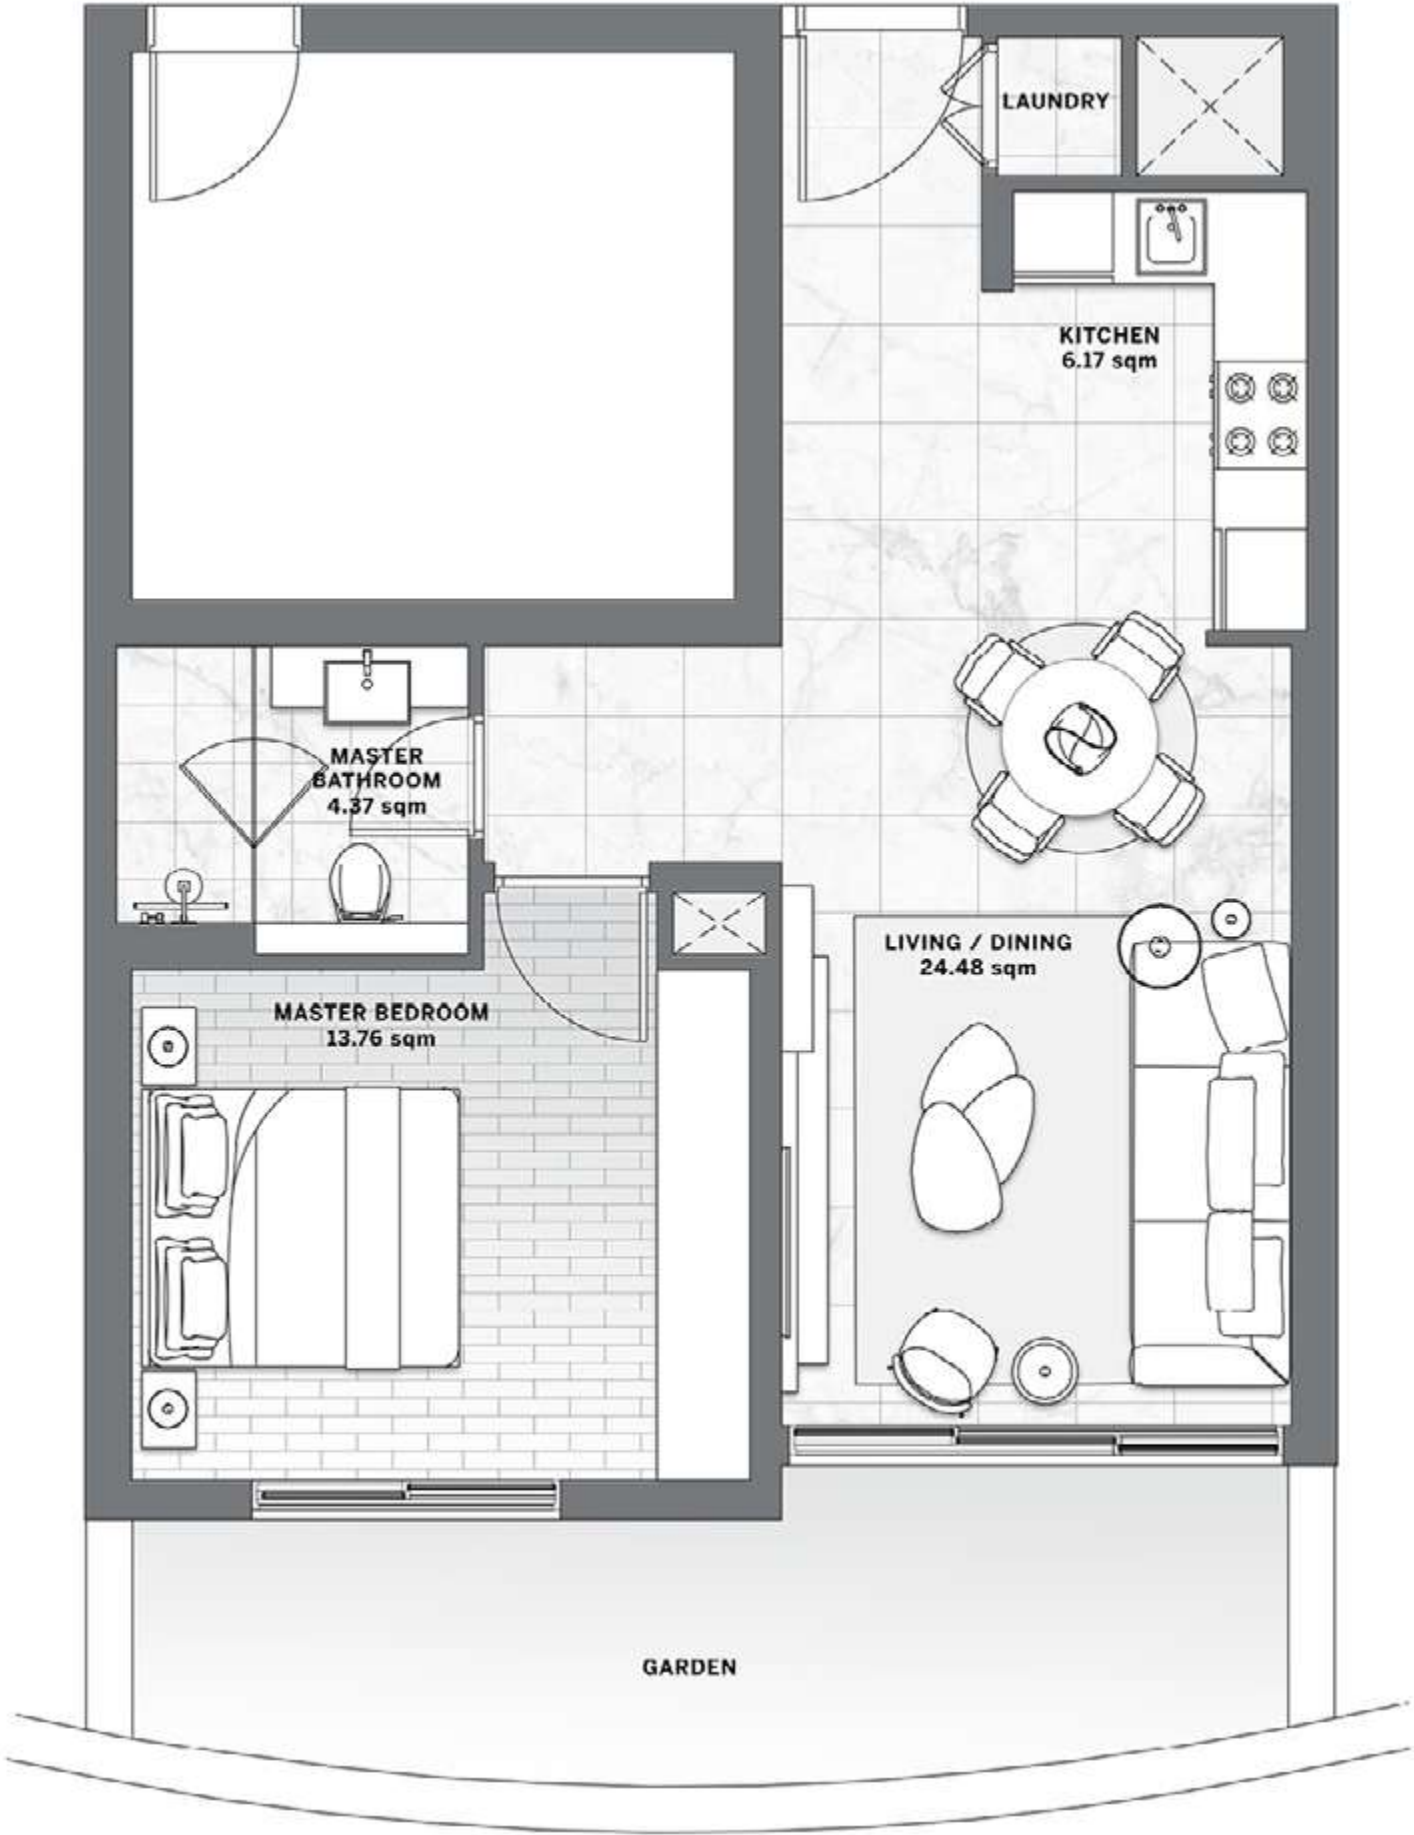 LAUNDRY
KITCHEN
6.17 sqm
MASTER
BATHROOM
4.37 sqm
LIVING / DINING
24.48 sqm
MASTER BEDROOM
13.76 sqm
GARDEN